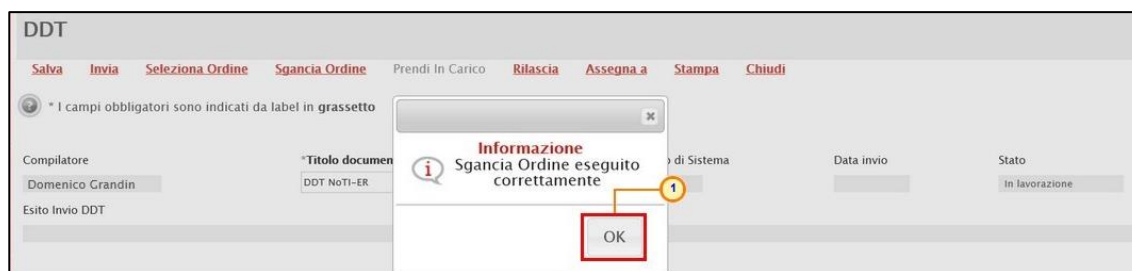 DDT
Salva Invia Seleziona Ordine Sgancia Ordine Prendi In Carico Rilascia Assegna a Stampa Chiudi
* I campi obbligatori sono indicati da label in grassetto
Informazione
Sgancia Ordine eseguito
correttamente
Compilatore *Titolo documen o di Sistema Data invio Stato
Domenico Grandin DDT NoTI-ER In lavorazione
1
Esito Invio DDT
OK